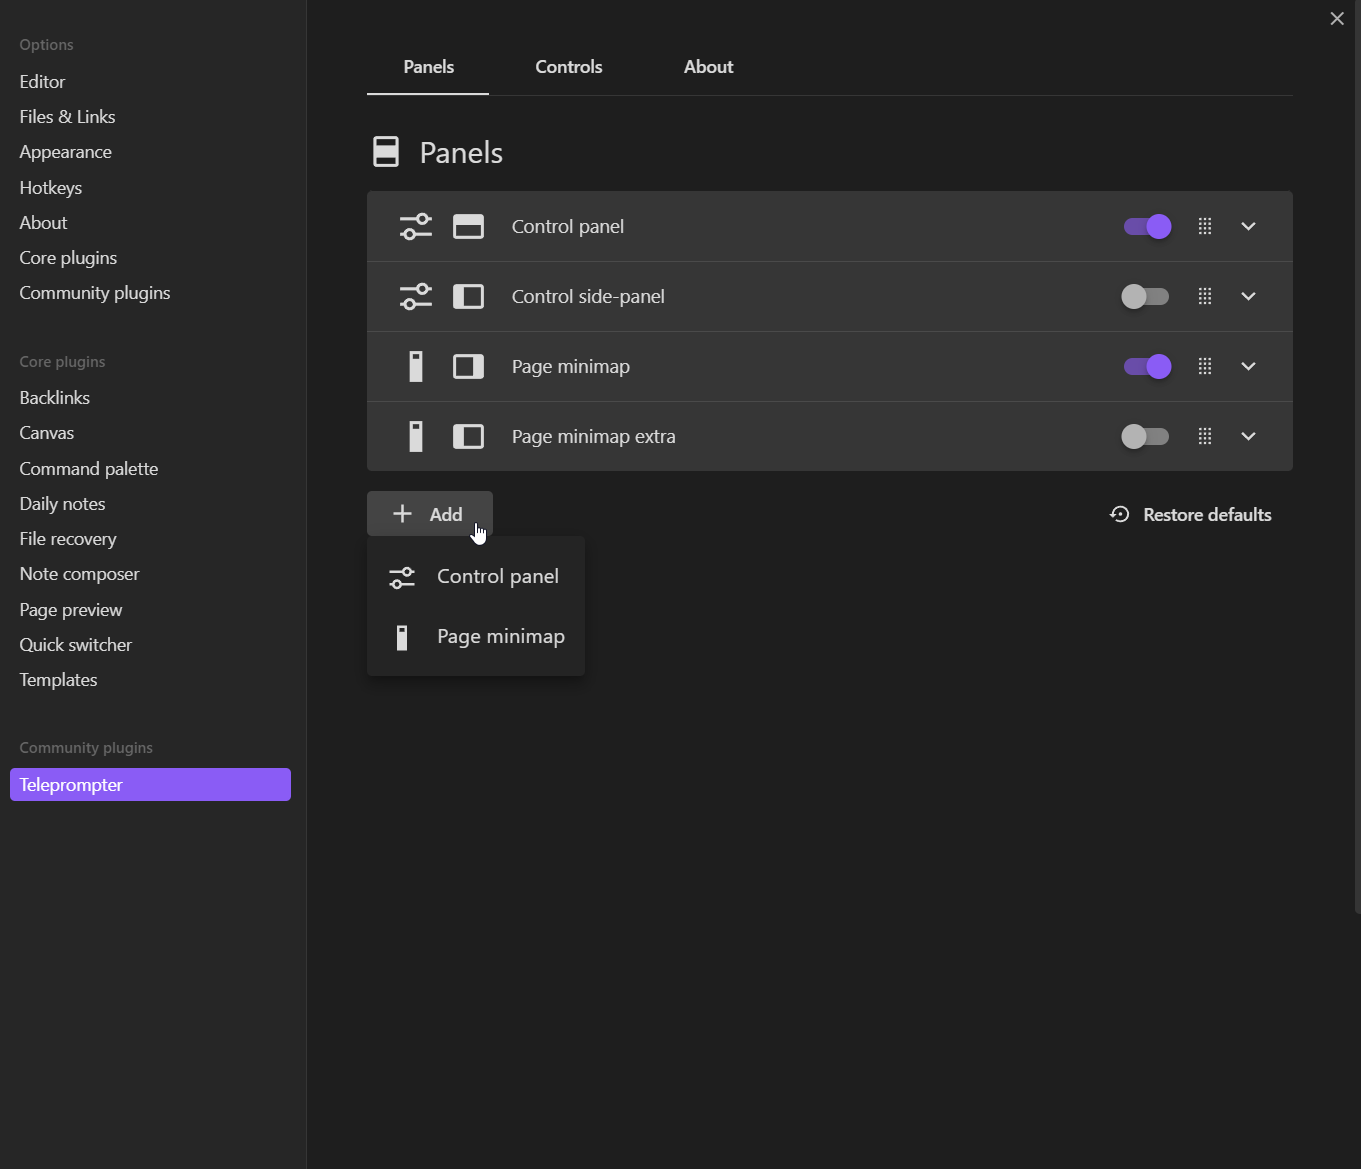 Options
Editor
Files & Links
Appearance
Hotkeys
About
Core plugins
Community plugins
Core plugins
Backlinks
Canvas
Command palette
Daily notes
File recovery
Note composer
Page preview
Quick switcher
Templates
Community plugins
Teleprompter
Panels Controls About
Panels
Control panel
Control side-panel
Page minimap
Page minimap extra
Add Restore defaults
Control panel
Page minimap